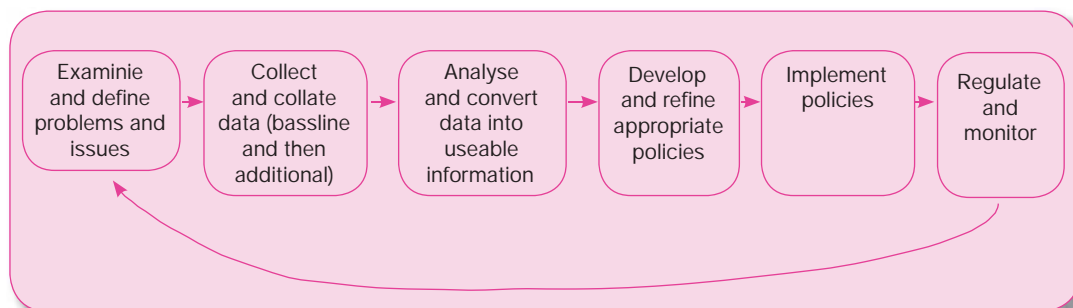 Examinie
and define
problems and
issues
Collect
and collate
data (bassline
and then
additional)
Analyse
and convert
data into
useable
information
Develop
and refine
appropriate
policies
Implement
policies
Regulate
and
monitor